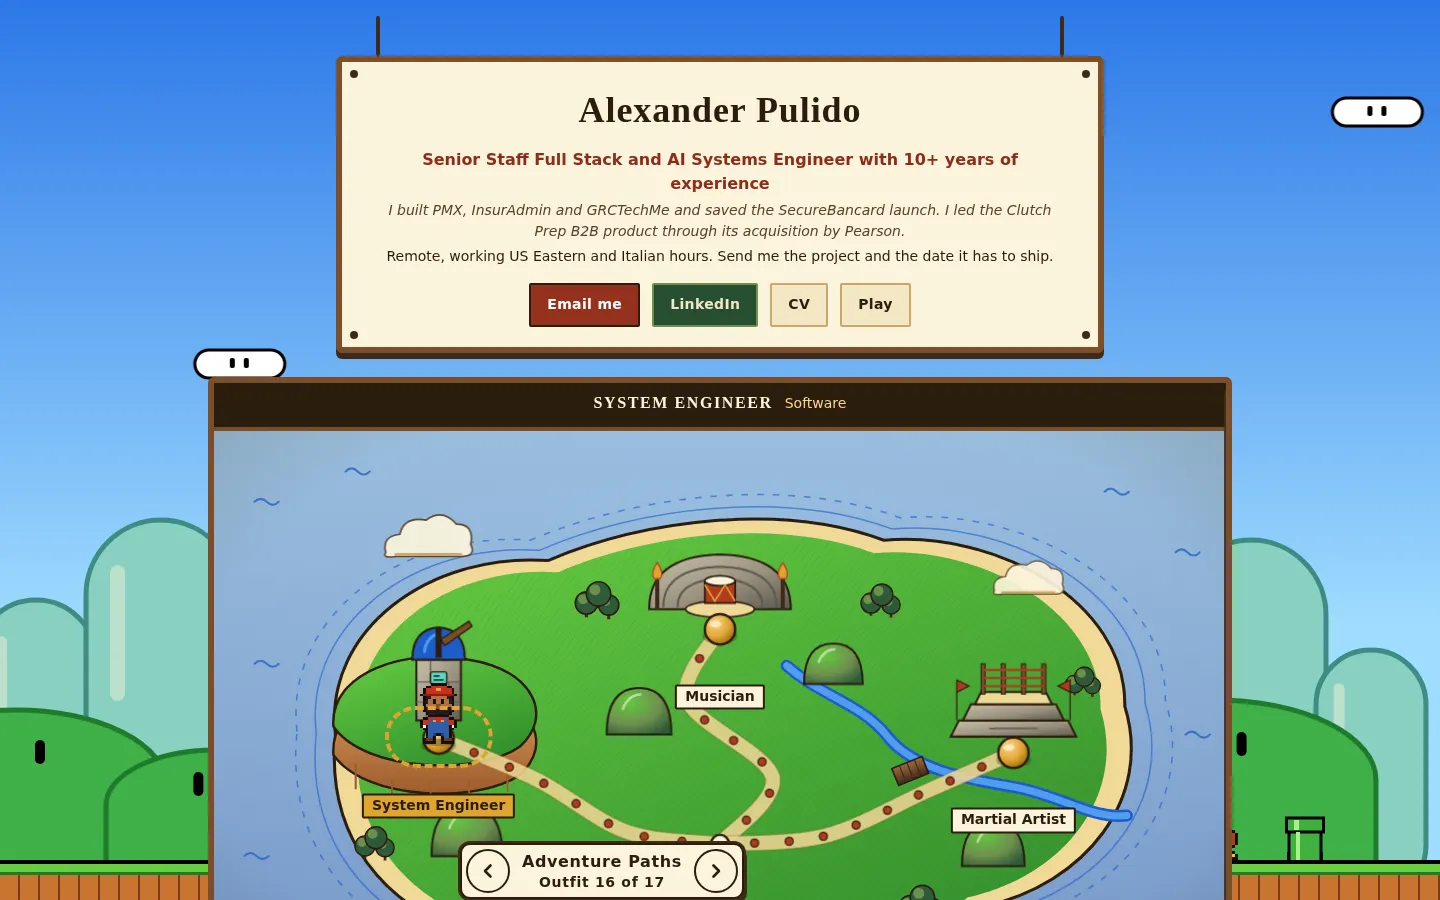 Alexander Pulido
Senior Staff Full Stack and AI Systems Engineer with 10+ years of
experience
I built PMX, InsurAdmin and GRCTechMe and saved the SecureBancard launch. I led the Clutch
Prep B2B product through its acquisition by Pearson.
Remote, working US Eastern and Italian hours. Send me the project and the date it has to ship.
Email me
LinkedIn
CV
Play
SYSTEM ENGINEER Software
Musician
System Engineer
Martial Artist
Adventure Paths
Outfit 16 of 17